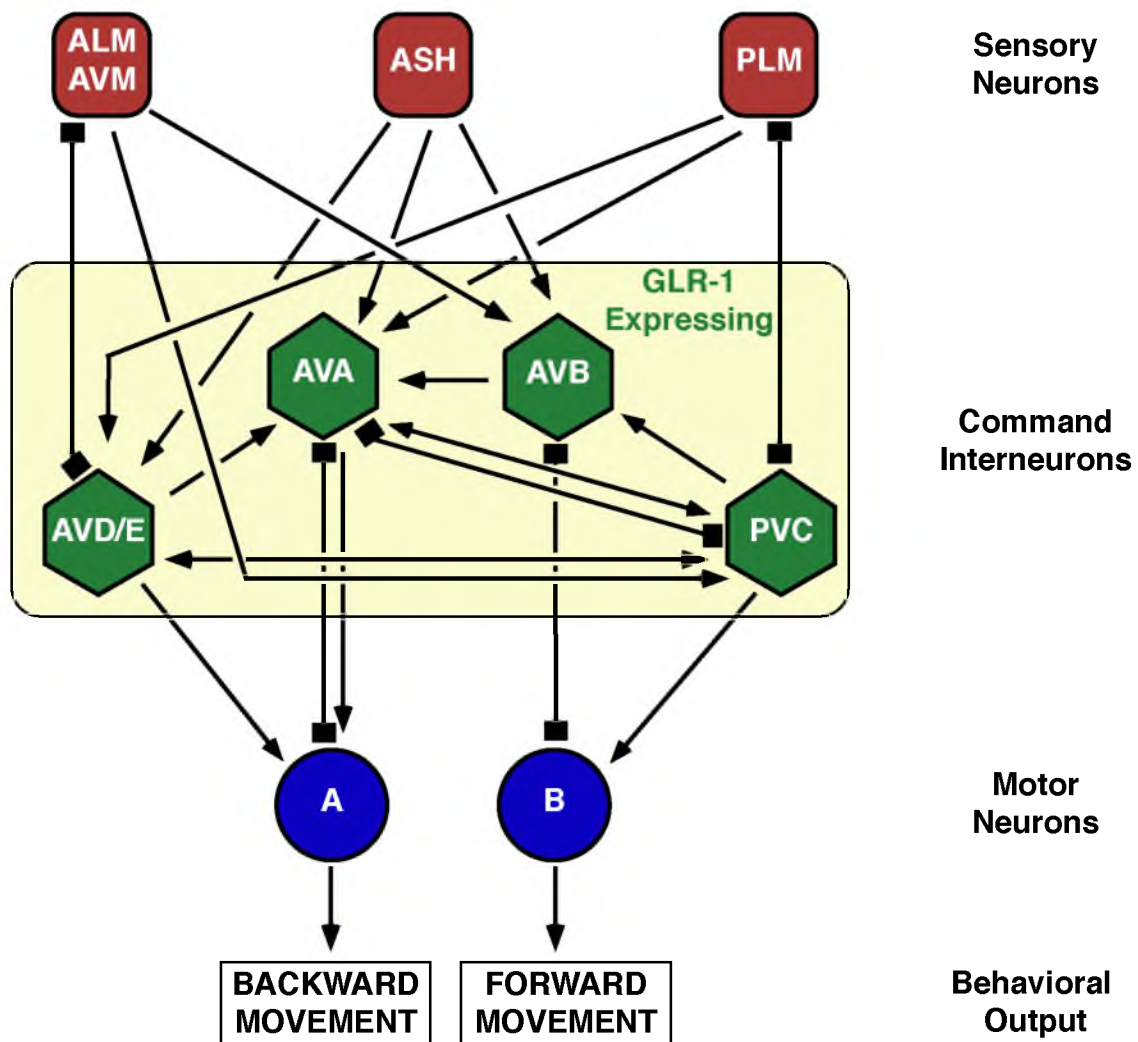 ALM
AVM
ASH
PLM
Sensory
Neurons
GLR-1
Expressing
AVA
AVB
Command
Interneurons
AVD/E
PVC
A
B
Motor
Neurons
BACKWARD
MOVEMENT
FORWARD
MOVEMENT
Behavioral
Output